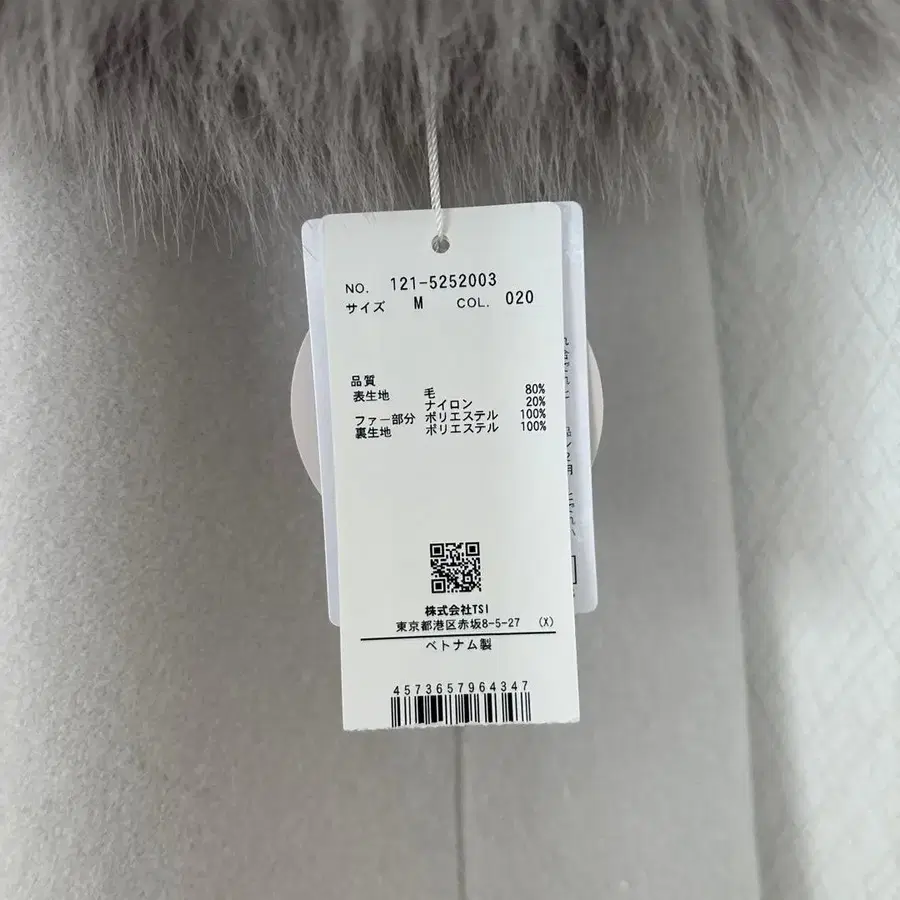 NO. 121-5252003
サイズ M COL. 020
品質
表生地 毛 80%
ナイロン 20%
ファー部分 ポリエステル 100%
裏生地 ポリエステル 100%
株式会社TSI
東京都港区赤坂8-5-27 (X)
ベトナム製
4573657964347